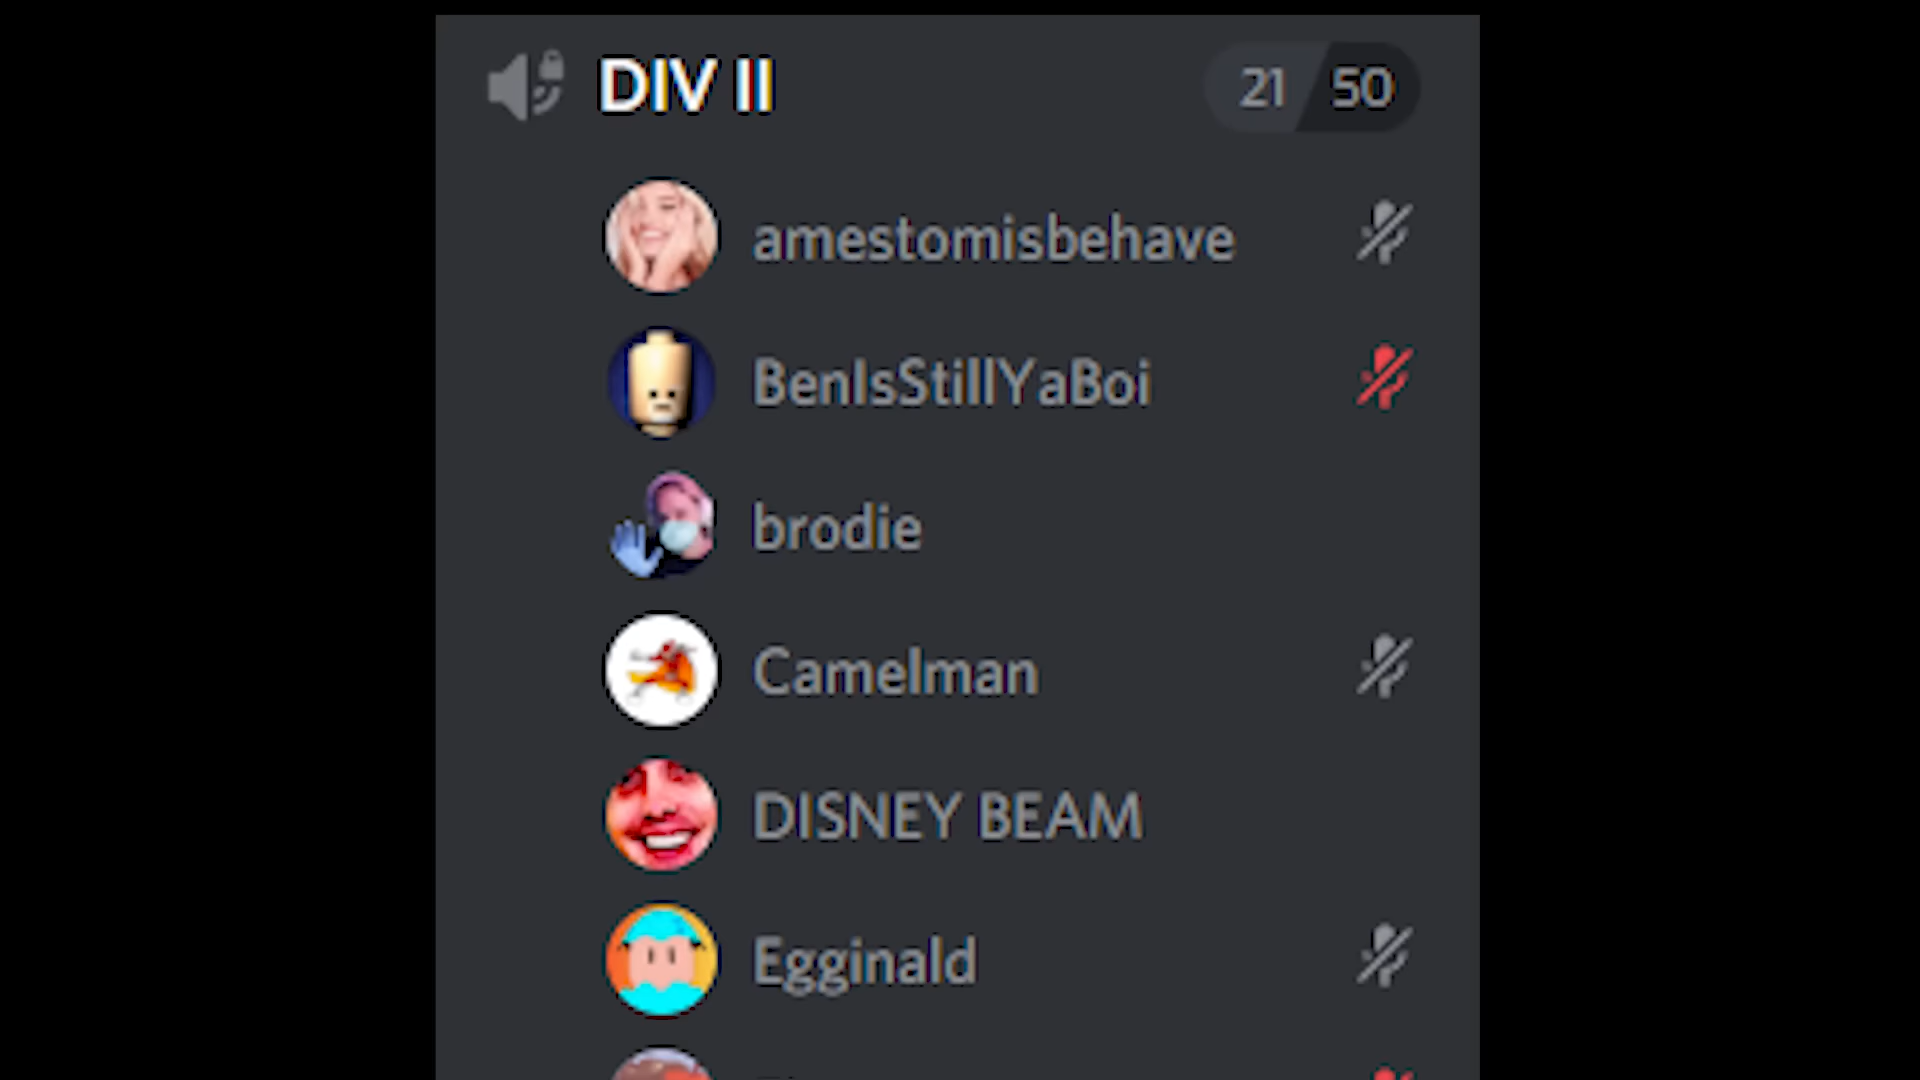 DIV II
21 50
amestomisbehave
BenIsStillYaBoi
brodie
Camelman
DISNEY BEAM
Egginald